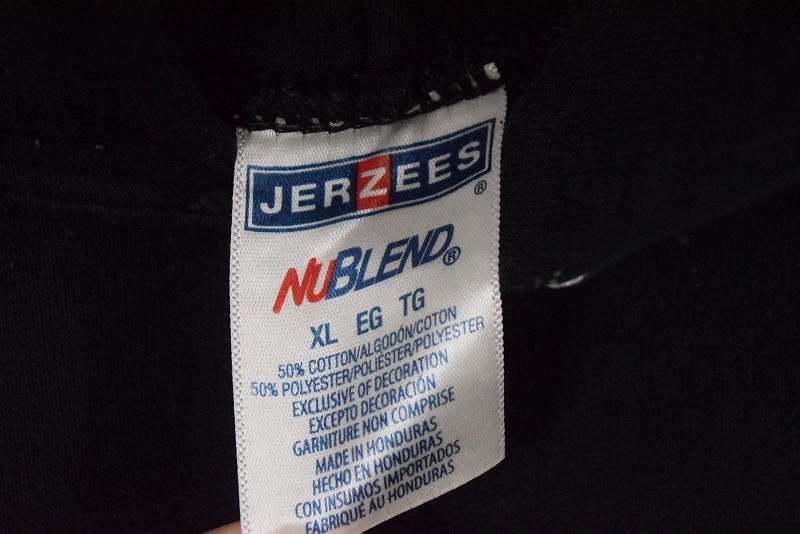 JERZEES®
NUBLEND®
XL EG TG
50% COTTON/ALGODÓN/COTON
50% POLYESTER/POLIÉSTER/POLYESTER
EXCLUSIVE OF DECORATION
EXCEPTO DECORACIÓN
GARNITURE NON COMPRISE
MADE IN HONDURAS
HECHO EN HONDURAS
CON INSUMOS IMPORTADOS
FABRIQUÉ AU HONDURAS